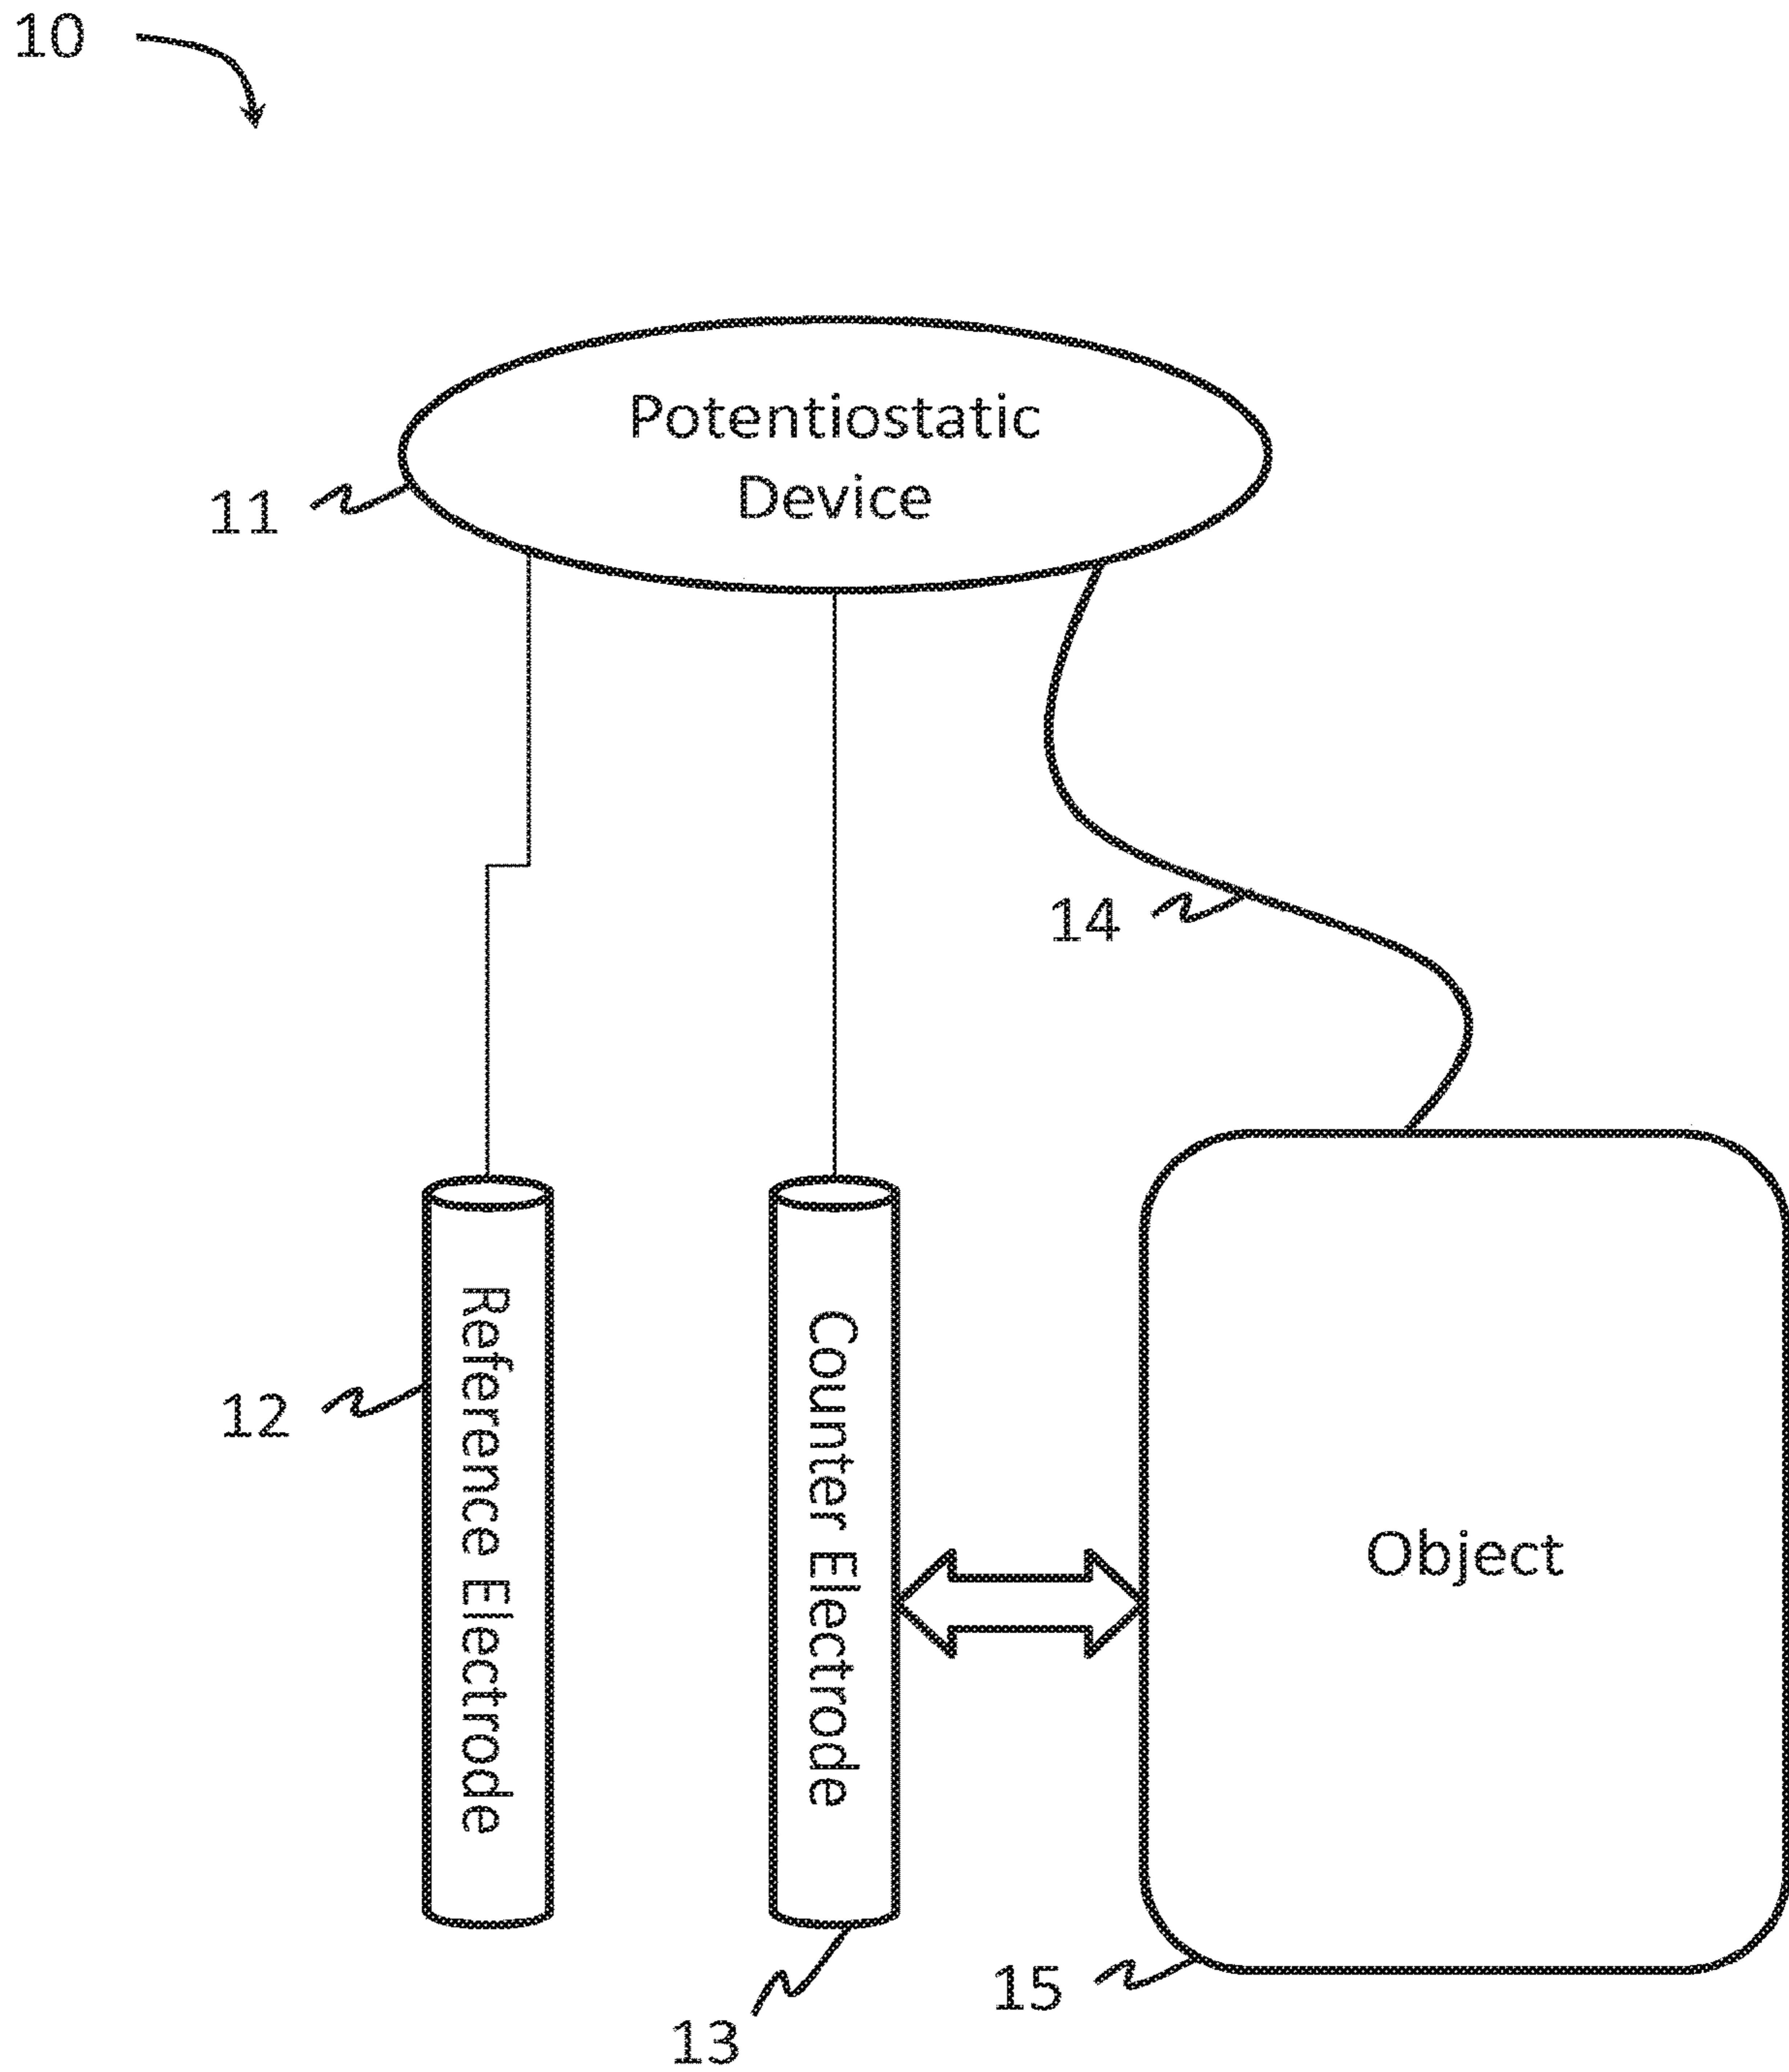 10
Potentiostatic
Device
11
14
Reference Electrode
Counter Electrode
12
Object
15
13